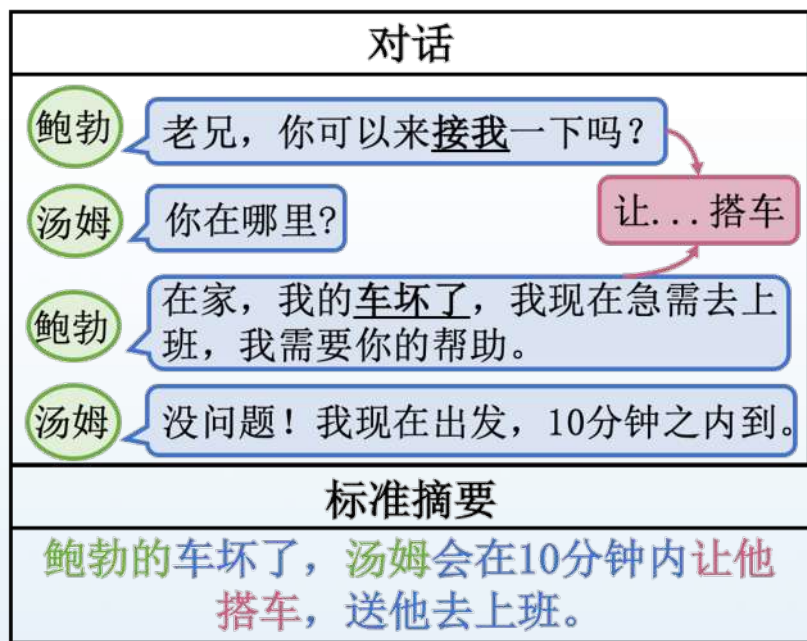 对话
鲍勃
老兄，你可以来接我一下吗？
让...搭车
汤姆
你在哪里?
鲍勃
在家，我的车坏了，我现在急需去上
班，我需要你的帮助。
汤姆
没问题！我现在出发，10分钟之内到。
标准摘要
鲍勃的车坏了，汤姆会在10分钟内让他
搭车，送他去上班。